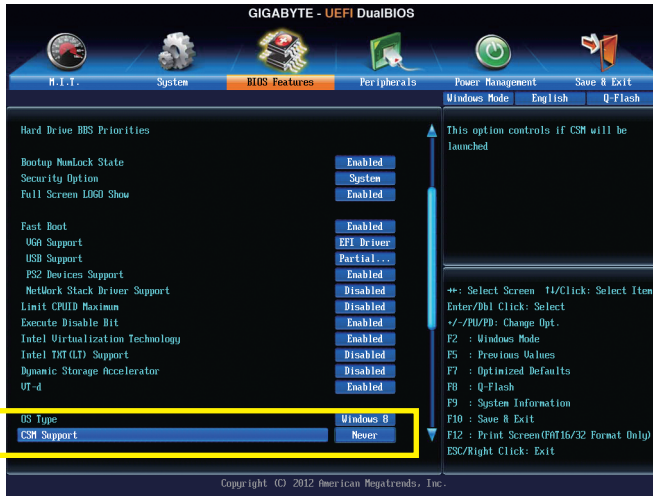 GIGABYTE - UEFI DualBIOS
M.I.T. System BIOS Features Peripherals Power Management Save & Exit
Windows Mode English Q-Flash
Hard Drive BBS Priorities
This option controls if CSM will be
launched
Bootup NumLock State Enabled
Security Option System
Full Screen LOGO Show Enabled
Fast Boot Enabled
VGA Support EFI Driver
USB Support Partial...
PS2 Devices Support Enabled
NetWork Stack Driver Support Disabled
Limit CPUID Maximum Disabled
Execute Disable Bit Enabled
Intel Virtualization Technology Enabled
Intel TXT(LT) Support Disabled
Dynamic Storage Accelerator Disabled
VT-d Enabled
OS Type Windows 8
CSM Support Never
→←: Select Screen ↑↓/Click: Select Item
Enter/Dbl Click: Select
+/-/PU/PD: Change Opt.
F2 : Windows Mode
F5 : Previous Values
F7 : Optimized Defaults
F8 : Q-Flash
F9 : System Information
F10 : Save & Exit
F12 : Print Screen(FAT16/32 Format Only)
ESC/Right Click: Exit
Copyright (C) 2012 American Megatrends, Inc.